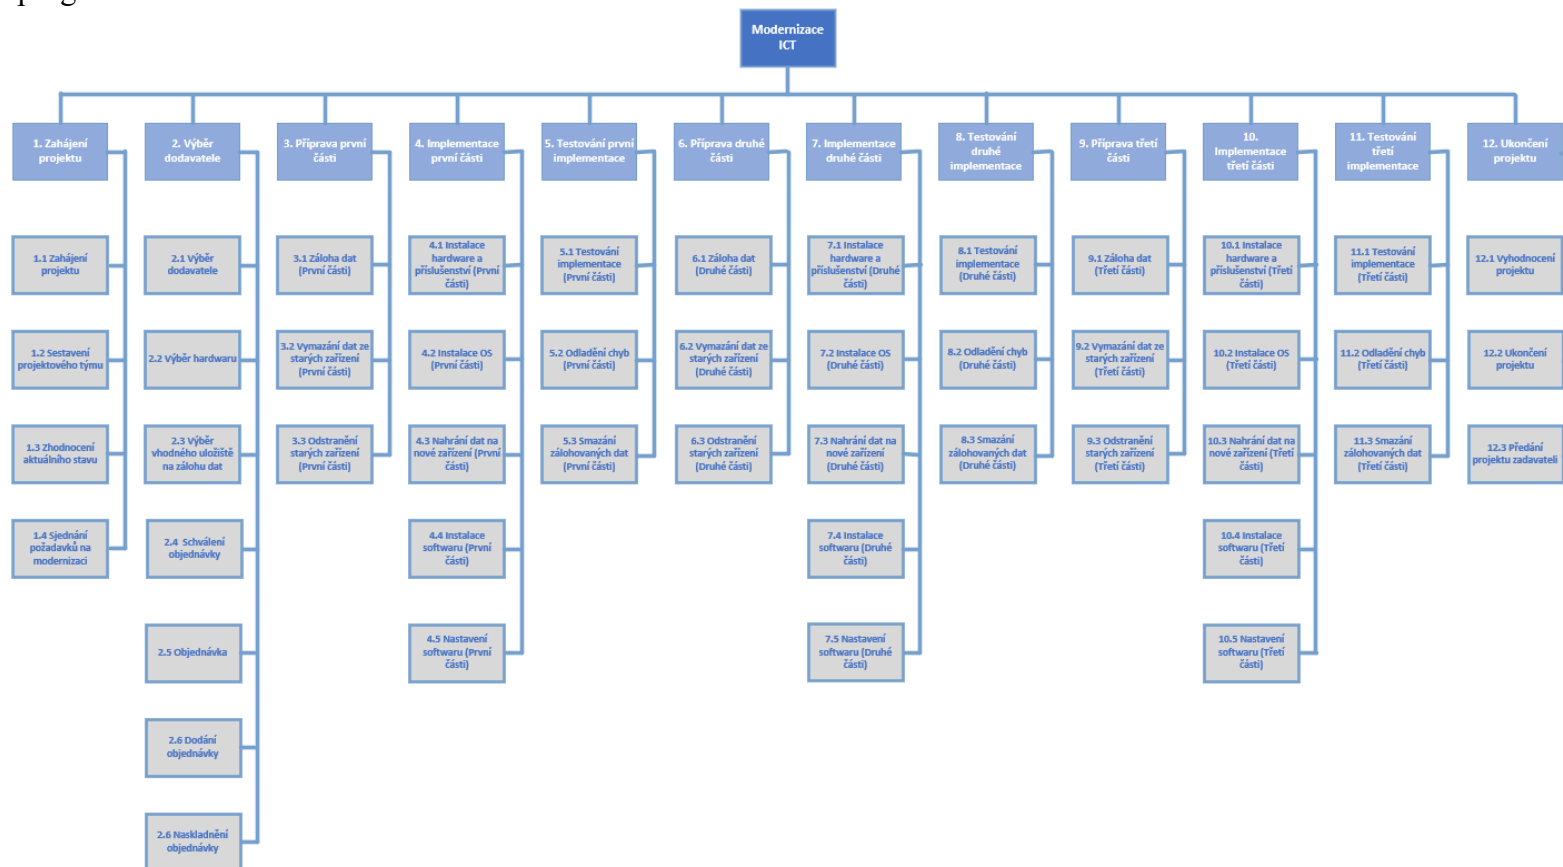 Modernizace
ICT
1. Zahájení
projektu
2. Výběr
dodavatele
3. Příprava první
části
4. Implementace
první části
5. Testování první
implementace
6. Příprava druhé
části
7. Implementace
druhé části
8. Testování
druhé
implementace
9. Příprava třetí
části
10.
Implementace
třetí části
11. Testování
třetí
implementace
12. Ukončení
projektu
1.1 Zahájení
projektu
2.1 Výběr
dodavatele
3.1 Záloha dat
(První části)
4.1 Instalace
hardware a
příslušenství (První
části)
5.1 Testování
implementace
(První části)
6.1 Záloha dat
(Druhé části)
7.1 Instalace
hardware a
příslušenství (Druhé
části)
8.1 Testování
implementace
(Druhé části)
9.1 Záloha dat
(Třetí části)
10.1 Instalace
hardware a
příslušenství (Třetí
části)
11.1 Testování
implementace
(Třetí části)
12.1 Vyhodnocení
projektu
1.2 Sestavení
projektového týmu
2.2 Výběr hardwaru
3.2 Vymazání dat ze
starých zařízení
(První části)
4.2 Instalace OS
(První části)
5.2 Odladění chyb
(První části)
6.2 Vymazání dat ze
starých zařízení
(Druhé části)
7.2 Instalace OS
(Druhé části)
8.2 Odladění chyb
(Druhé části)
9.2 Vymazání dat ze
starých zařízení
(Třetí části)
10.2 Instalace OS
(Třetí části)
11.2 Odladění chyb
(Třetí části)
12.2 Ukončení
projektu
1.3 Zhodnocení
aktuálního stavu
2.3 Výběr
vhodného uložiště
na zálohu dat
3.3 Odstranění
starých zařízení
(První části)
4.3 Nahrání dat na
nové zařízení (První
části)
5.3 Smazání
zálohovaných dat
(První části)
6.3 Odstranění
starých zařízení
(Druhé části)
7.3 Nahrání dat na
nové zařízení
(Druhé části)
8.3 Smazání
zálohovaných dat
(Druhé části)
9.3 Odstranění
starých zařízení
(Třetí části)
10.3 Nahrání dat na
nové zařízení (Třetí
části)
11.3 Smazání
zálohovaných dat
(Třetí části)
12.3 Předání
projektu zadavateli
1.4 Sjednání
požadavků na
modernizaci
2.4 Schválení
objednávky
4.4 Instalace
softwaru (První
části)
7.4 Instalace
softwaru (Druhé
části)
10.4 Instalace
softwaru (Třetí
části)
2.5 Objednávka
4.5 Nastavení
softwaru (První
části)
7.5 Nastavení
softwaru (Druhé
části)
10.5 Nastavení
softwaru (Třetí
části)
2.6 Dodání
objednávky
2.6 Naskladnění
objednávky